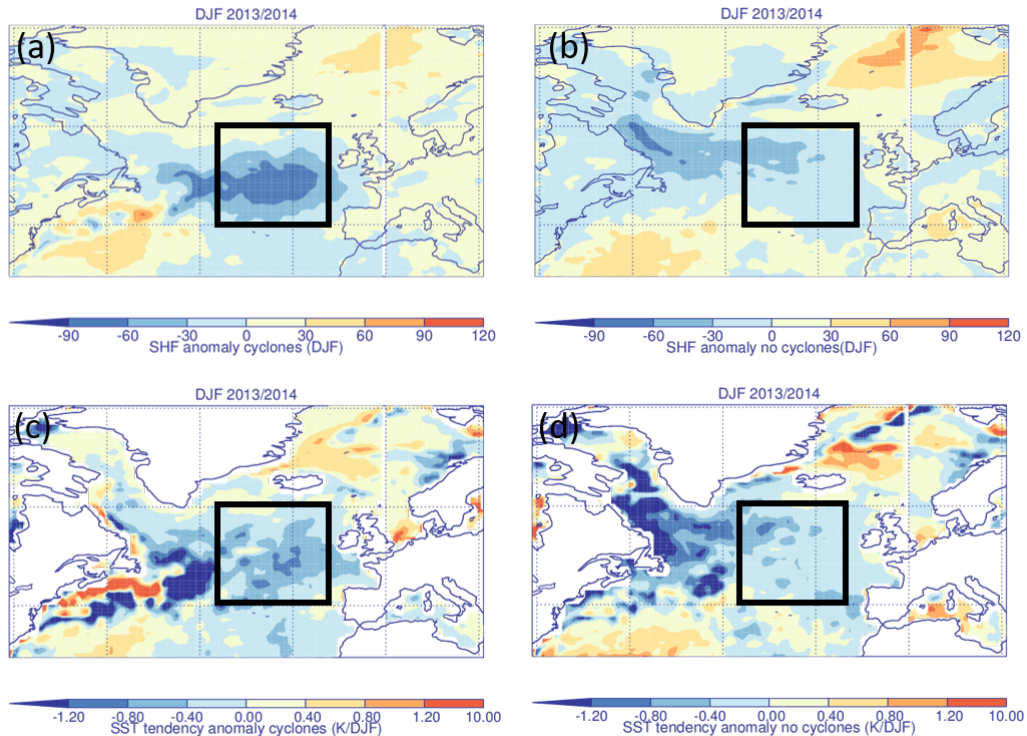 DJF 2013/2014
(a)
-90 -60 -30 0 30 60 90 120
SHF anomaly cyclones (DJF)
DJF 2013/2014
(b)
-90 -60 -30 0 30 60 90 120
SHF anomaly no cyclones(DJF)
DJF 2013/2014
(c)
-1.20 -0.80 -0.40 0.00 0.40 0.80 1.20 10.00
SST tendency anomaly cyclones (K/DJF)
DJF 2013/2014
(d)
-1.20 -0.80 -0.40 0.00 0.40 0.80 1.20 10.00
SST tendency anomaly no cyclones (K/DJF)